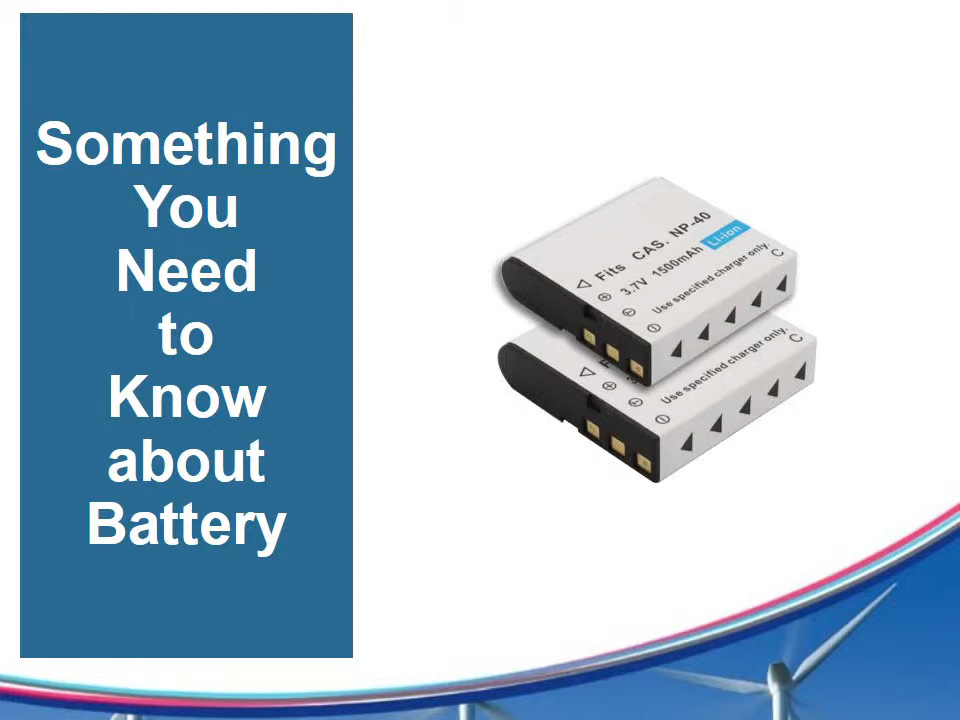 Something
You
Need
to
Know
about
Battery
Fits CAS. NP-40
3.7V 1500mAh Li-ion
Use specified charger only.
C
Use specified charger only.
C